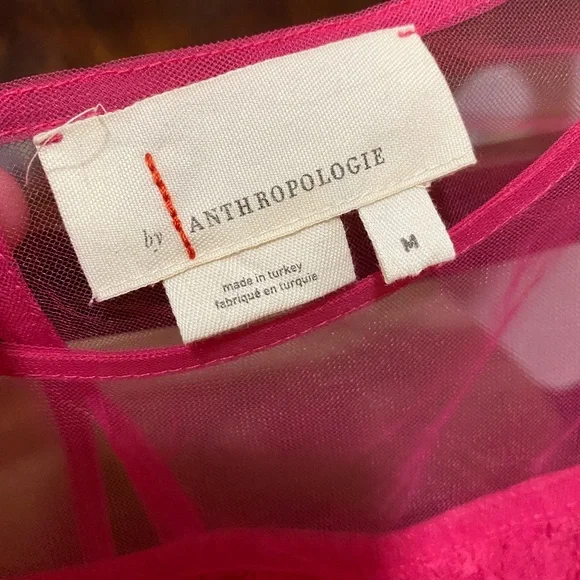 by ANTHROPOLOGIE
M
made in turkey
fabriqué en turquie